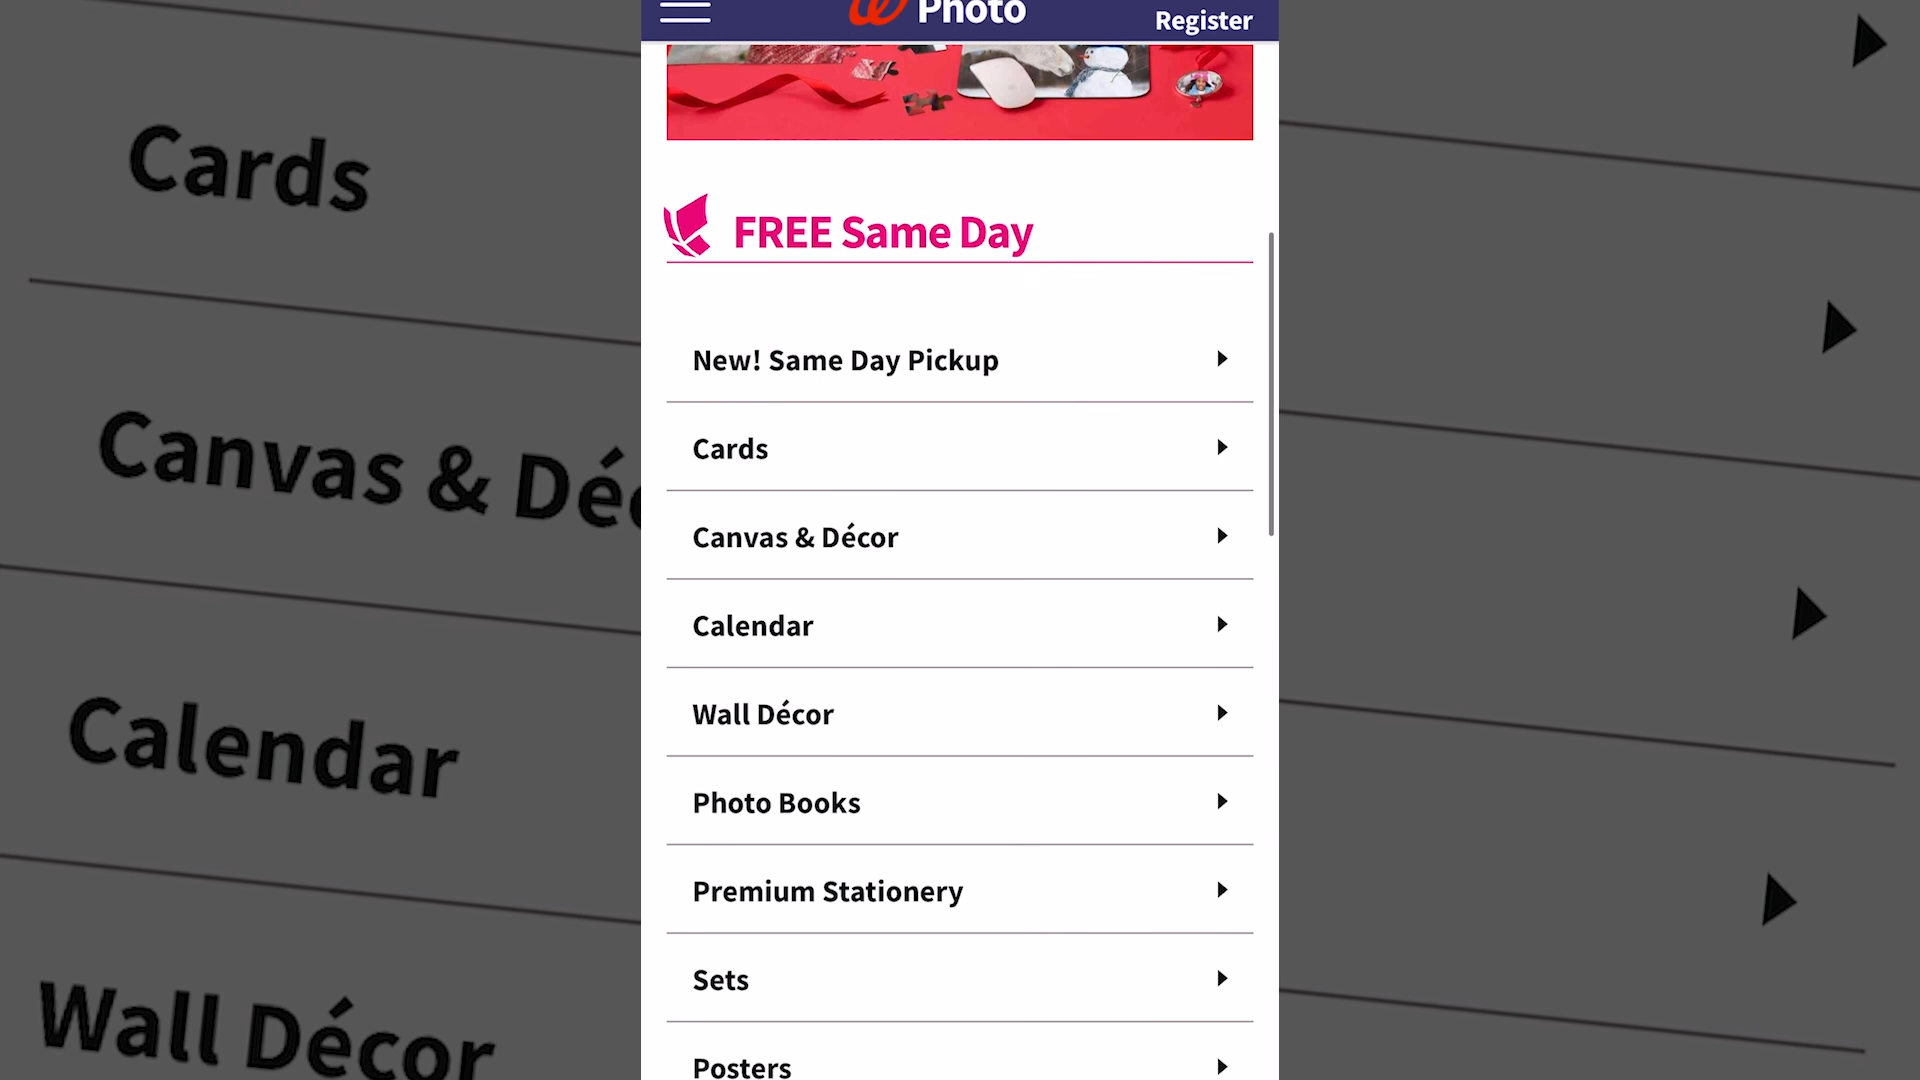 Photo
Register
FREE Same Day
New! Same Day Pickup
Cards
Canvas & Décor
Calendar
Wall Décor
Photo Books
Premium Stationery
Sets
Posters
Cards
Canvas & Déc
Calendar
Wall Décor